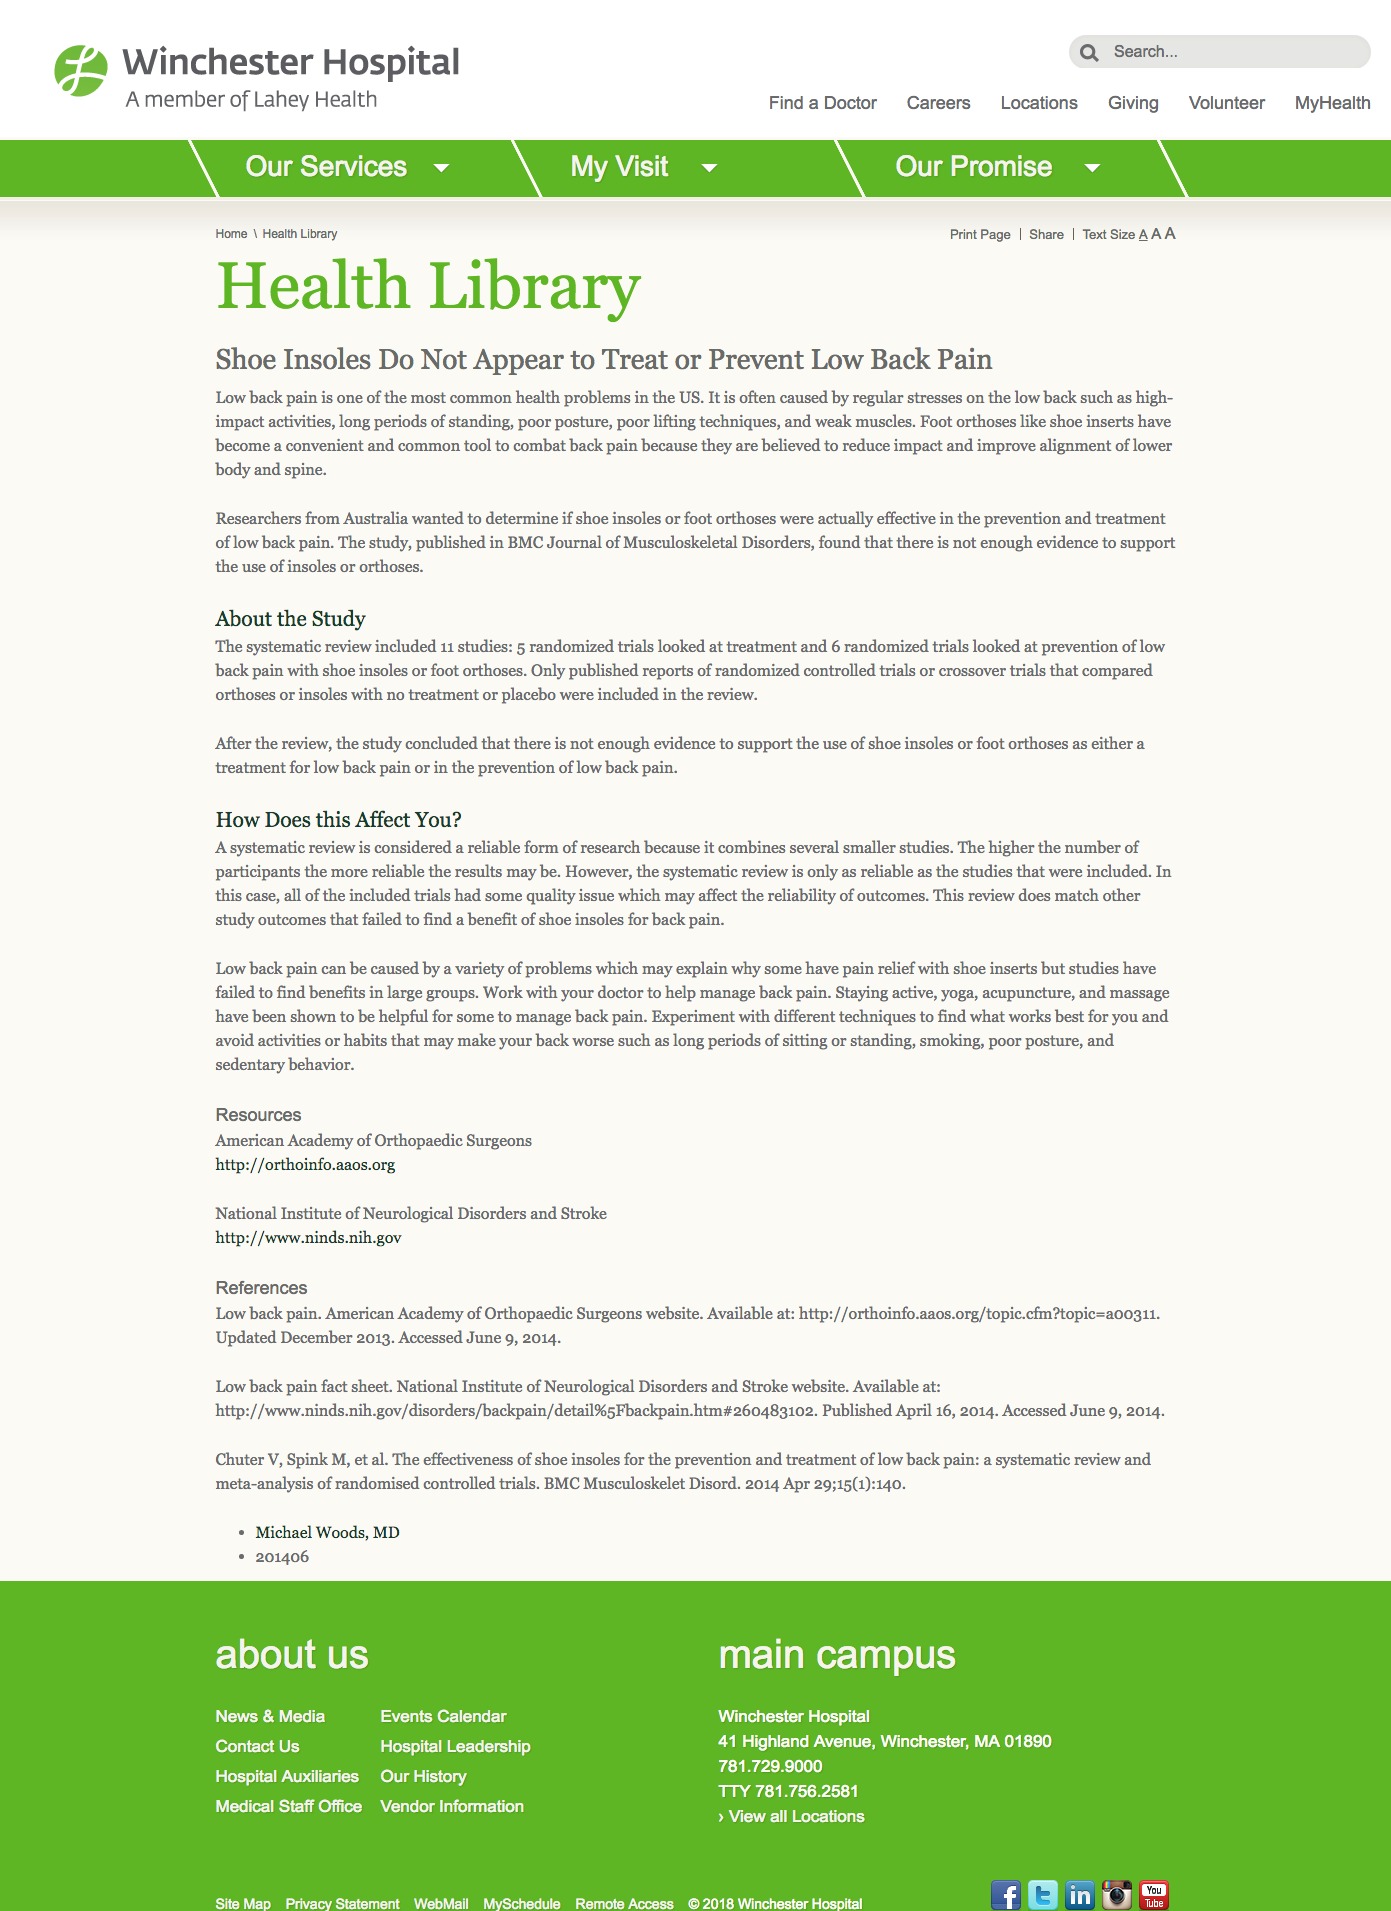 Winchester Hospital
A member of Lahey Health
Search...
Find a Doctor Careers Locations Giving Volunteer MyHealth
Our Services My Visit Our Promise
Home \ Health Library
Print Page | Share | Text Size A A A
Health Library
Shoe Insoles Do Not Appear to Treat or Prevent Low Back Pain
Low back pain is one of the most common health problems in the US. It is often caused by regular stresses on the low back such as high-
impact activities, long periods of standing, poor posture, poor lifting techniques, and weak muscles. Foot orthoses like shoe inserts have
become a convenient and common tool to combat back pain because they are believed to reduce impact and improve alignment of lower
body and spine.
Researchers from Australia wanted to determine if shoe insoles or foot orthoses were actually effective in the prevention and treatment
of low back pain. The study, published in BMC Journal of Musculoskeletal Disorders, found that there is not enough evidence to support
the use of insoles or orthoses.
About the Study
The systematic review included 11 studies: 5 randomized trials looked at treatment and 6 randomized trials looked at prevention of low
back pain with shoe insoles or foot orthoses. Only published reports of randomized controlled trials or crossover trials that compared
orthoses or insoles with no treatment or placebo were included in the review.
After the review, the study concluded that there is not enough evidence to support the use of shoe insoles or foot orthoses as either a
treatment for low back pain or in the prevention of low back pain.
How Does this Affect You?
A systematic review is considered a reliable form of research because it combines several smaller studies. The higher the number of
participants the more reliable the results may be. However, the systematic review is only as reliable as the studies that were included. In
this case, all of the included trials had some quality issue which may affect the reliability of outcomes. This review does match other
study outcomes that failed to find a benefit of shoe insoles for back pain.
Low back pain can be caused by a variety of problems which may explain why some have pain relief with shoe inserts but studies have
failed to find benefits in large groups. Work with your doctor to help manage back pain. Staying active, yoga, acupuncture, and massage
have been shown to be helpful for some to manage back pain. Experiment with different techniques to find what works best for you and
avoid activities or habits that may make your back worse such as long periods of sitting or standing, smoking, poor posture, and
sedentary behavior.
Resources
American Academy of Orthopaedic Surgeons
http://orthoinfo.aaos.org
National Institute of Neurological Disorders and Stroke
http://www.ninds.nih.gov
References
Low back pain. American Academy of Orthopaedic Surgeons website. Available at: http://orthoinfo.aaos.org/topic.cfm?topic=a00311.
Updated December 2013. Accessed June 9, 2014.
Low back pain fact sheet. National Institute of Neurological Disorders and Stroke website. Available at:
http://www.ninds.nih.gov/disorders/backpain/detail%5Fbackpain.htm#260483102. Published April 16, 2014. Accessed June 9, 2014.
Chuter V, Spink M, et al. The effectiveness of shoe insoles for the prevention and treatment of low back pain: a systematic review and
meta-analysis of randomised controlled trials. BMC Musculoskelet Disord. 2014 Apr 29;15(1):140.
• Michael Woods, MD
• 201406
about us
News & Media Events Calendar
Contact Us Hospital Leadership
Hospital Auxiliaries Our History
Medical Staff Office Vendor Information
main campus
Winchester Hospital
41 Highland Avenue, Winchester, MA 01890
781.729.9000
TTY 781.756.2581
› View all Locations
Site Map Privacy Statement WebMail MySchedule Remote Access © 2018 Winchester Hospital
f t in You Tube